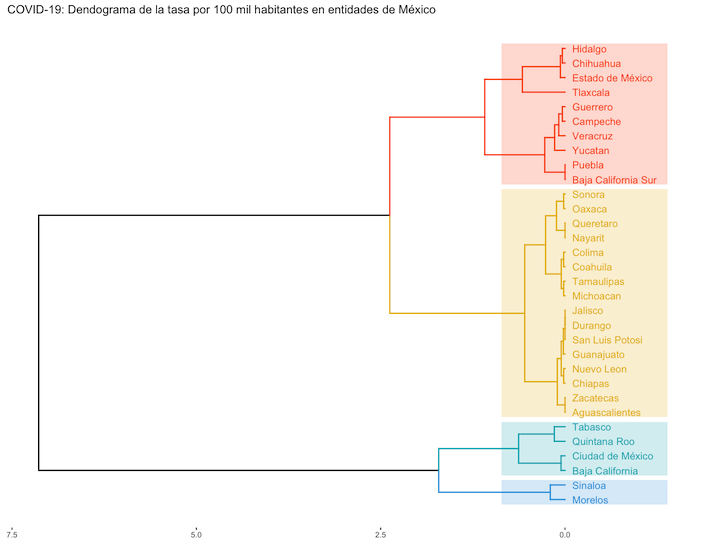 COVID-19: Dendograma de la tasa por 100 mil habitantes en entidades de México
Hidalgo
Chihuahua
Estado de México
Tlaxcala
Guerrero
Campeche
Veracruz
Yucatan
Puebla
Baja California Sur
Sonora
Oaxaca
Queretaro
Nayarit
Colima
Coahuila
Tamaulipas
Michoacan
Jalisco
Durango
San Luis Potosi
Guanajuato
Nuevo Leon
Chiapas
Zacatecas
Aguascalientes
Tabasco
Quintana Roo
Ciudad de México
Baja California
Sinaloa
Morelos
7.5 5.0 2.5 0.0